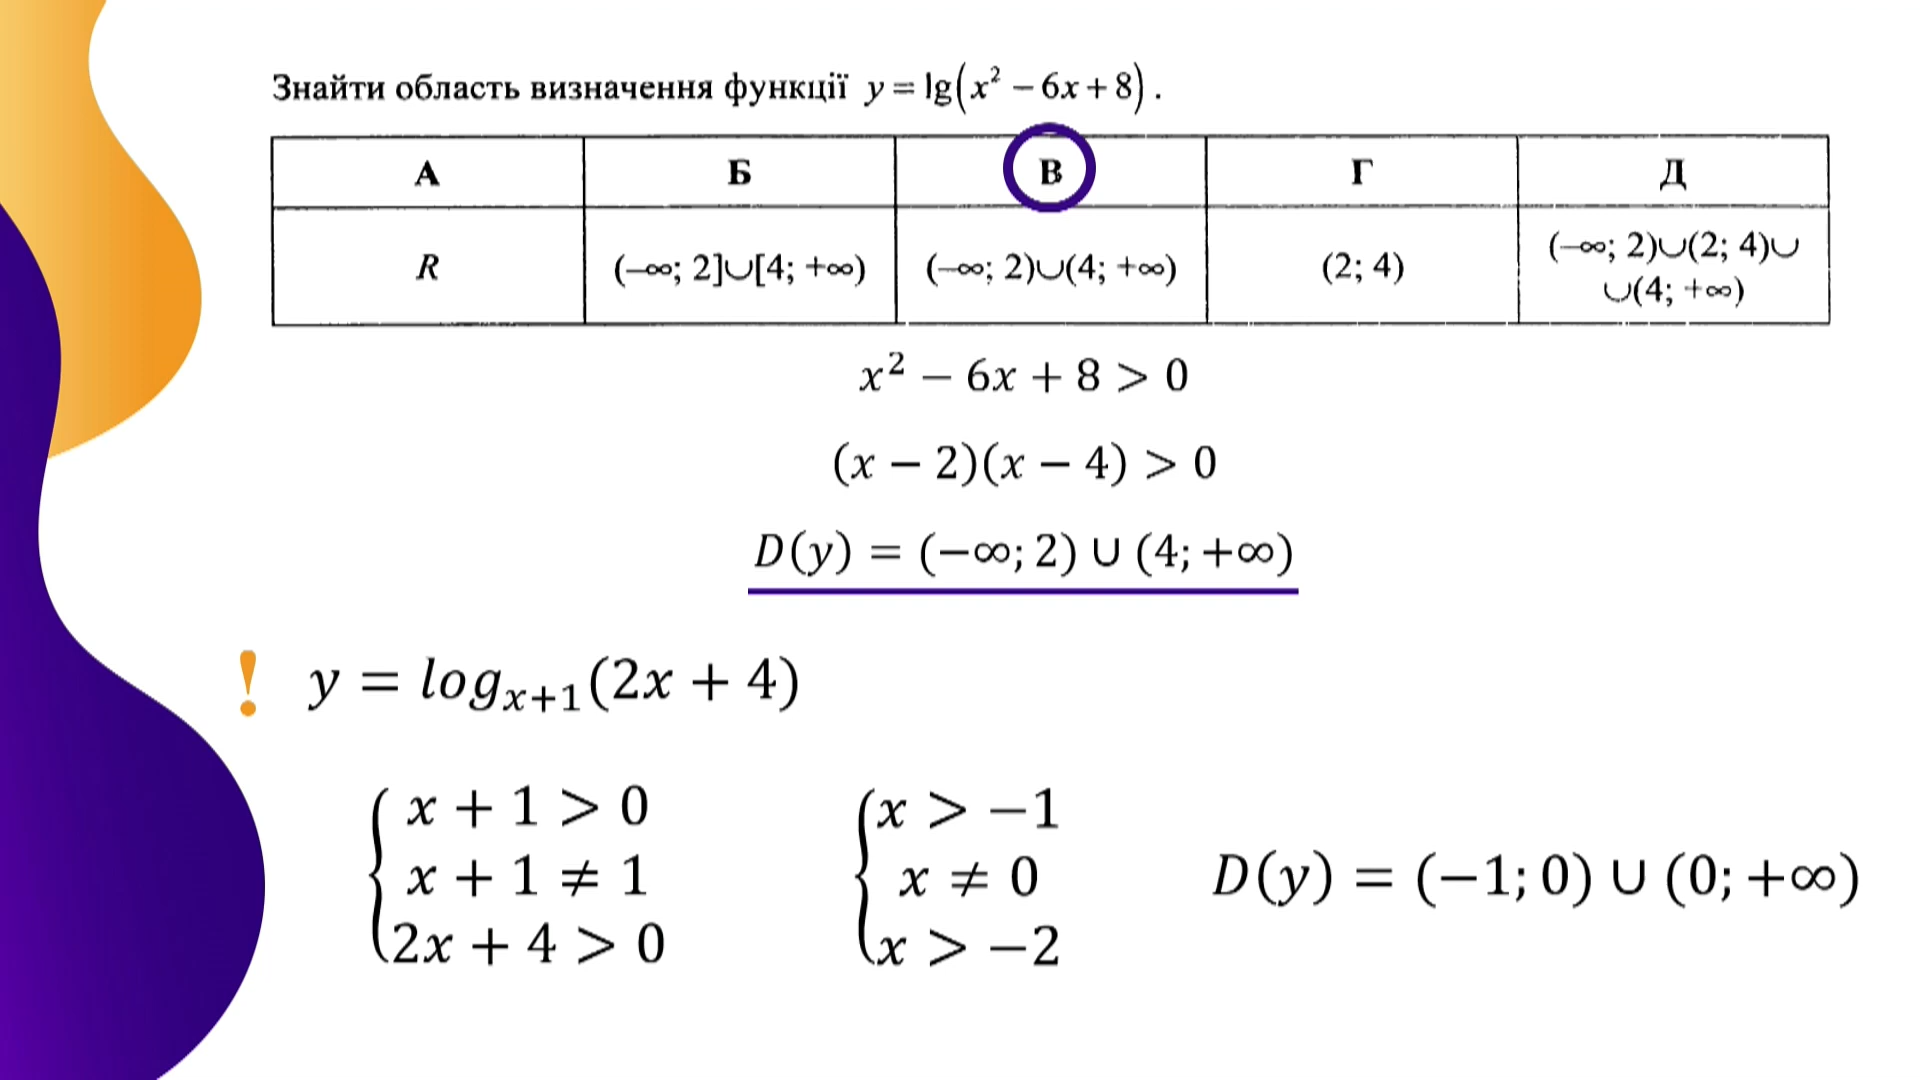 Знайти область визначення функції y = lg(x² − 6x + 8).
А Б В Г Д
R (−∞; 2]∪[4; +∞) (−∞; 2)∪(4; +∞) (2; 4) (−∞; 2)∪(2; 4)∪
∪(4; +∞)
x² − 6x + 8 > 0
(x − 2)(x − 4) > 0
D(y) = (−∞; 2) ∪ (4; +∞)
! y = logₓ₊₁(2x + 4)
x + 1 > 0
x + 1 ≠ 1
2x + 4 > 0
x > −1
x ≠ 0
x > −2
D(y) = (−1; 0) ∪ (0; +∞)